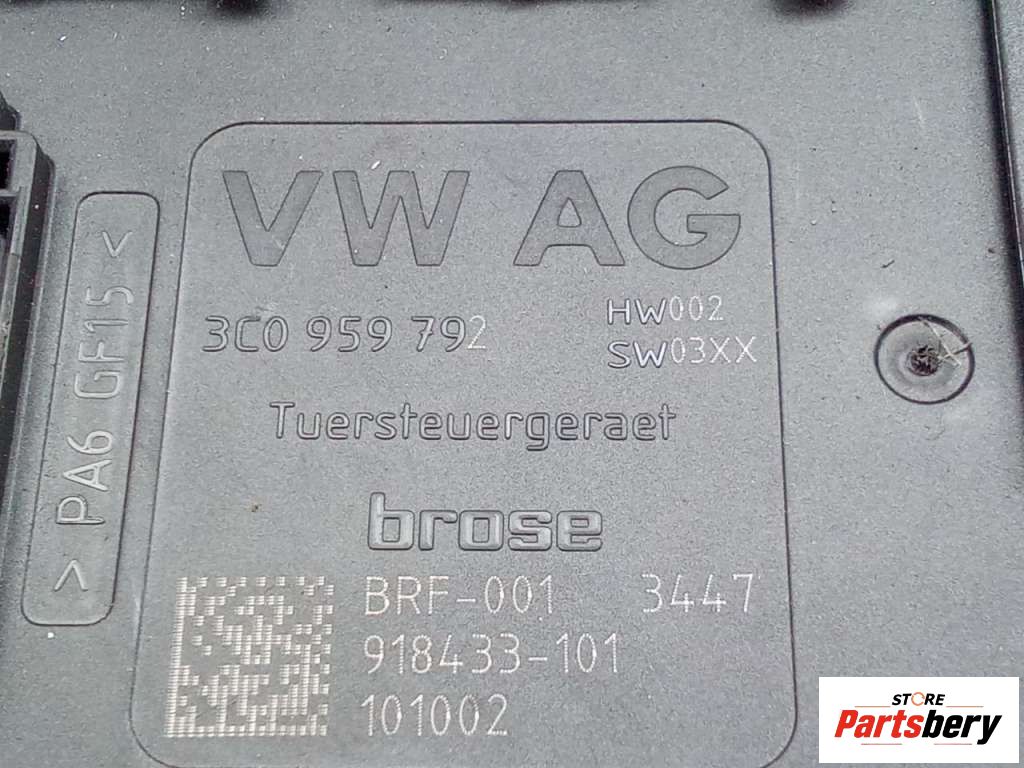 VW AG
3C0 959 792
HW002
SW03XX
Tuersteuergeraet
brose
BRF-001 3447
918433-101
101002
>PA6 GF15<
STORE
Partsbery